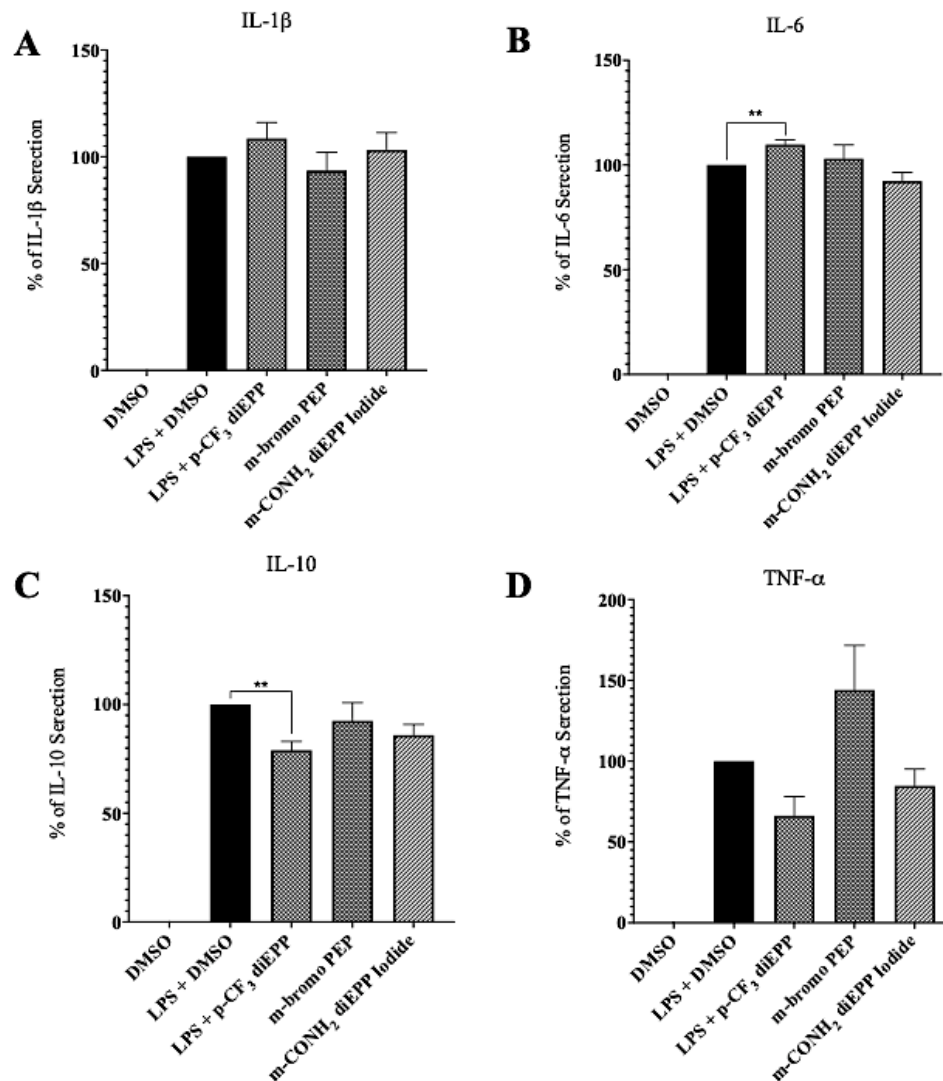 A
IL-1β
% of IL-1β Serection
150
100
50
0
DMSO
LPS + DMSO
LPS + p-CF₃ diEPP
m-bromo PEP
m-CONH₂ diEPP Iodide
B
IL-6
% of IL-6 Serection
150
100
50
0
**
DMSO
LPS + DMSO
LPS + p-CF₃ diEPP
m-bromo PEP
m-CONH₂ diEPP Iodide
C
IL-10
% of IL-10 Serection
150
100
50
0
**
DMSO
LPS + DMSO
LPS + p-CF₃ diEPP
m-bromo PEP
m-CONH₂ diEPP Iodide
D
TNF-α
% of TNF-α Serection
200
150
100
50
0
DMSO
LPS + DMSO
LPS + p-CF₃ diEPP
m-bromo PEP
m-CONH₂ diEPP Iodide